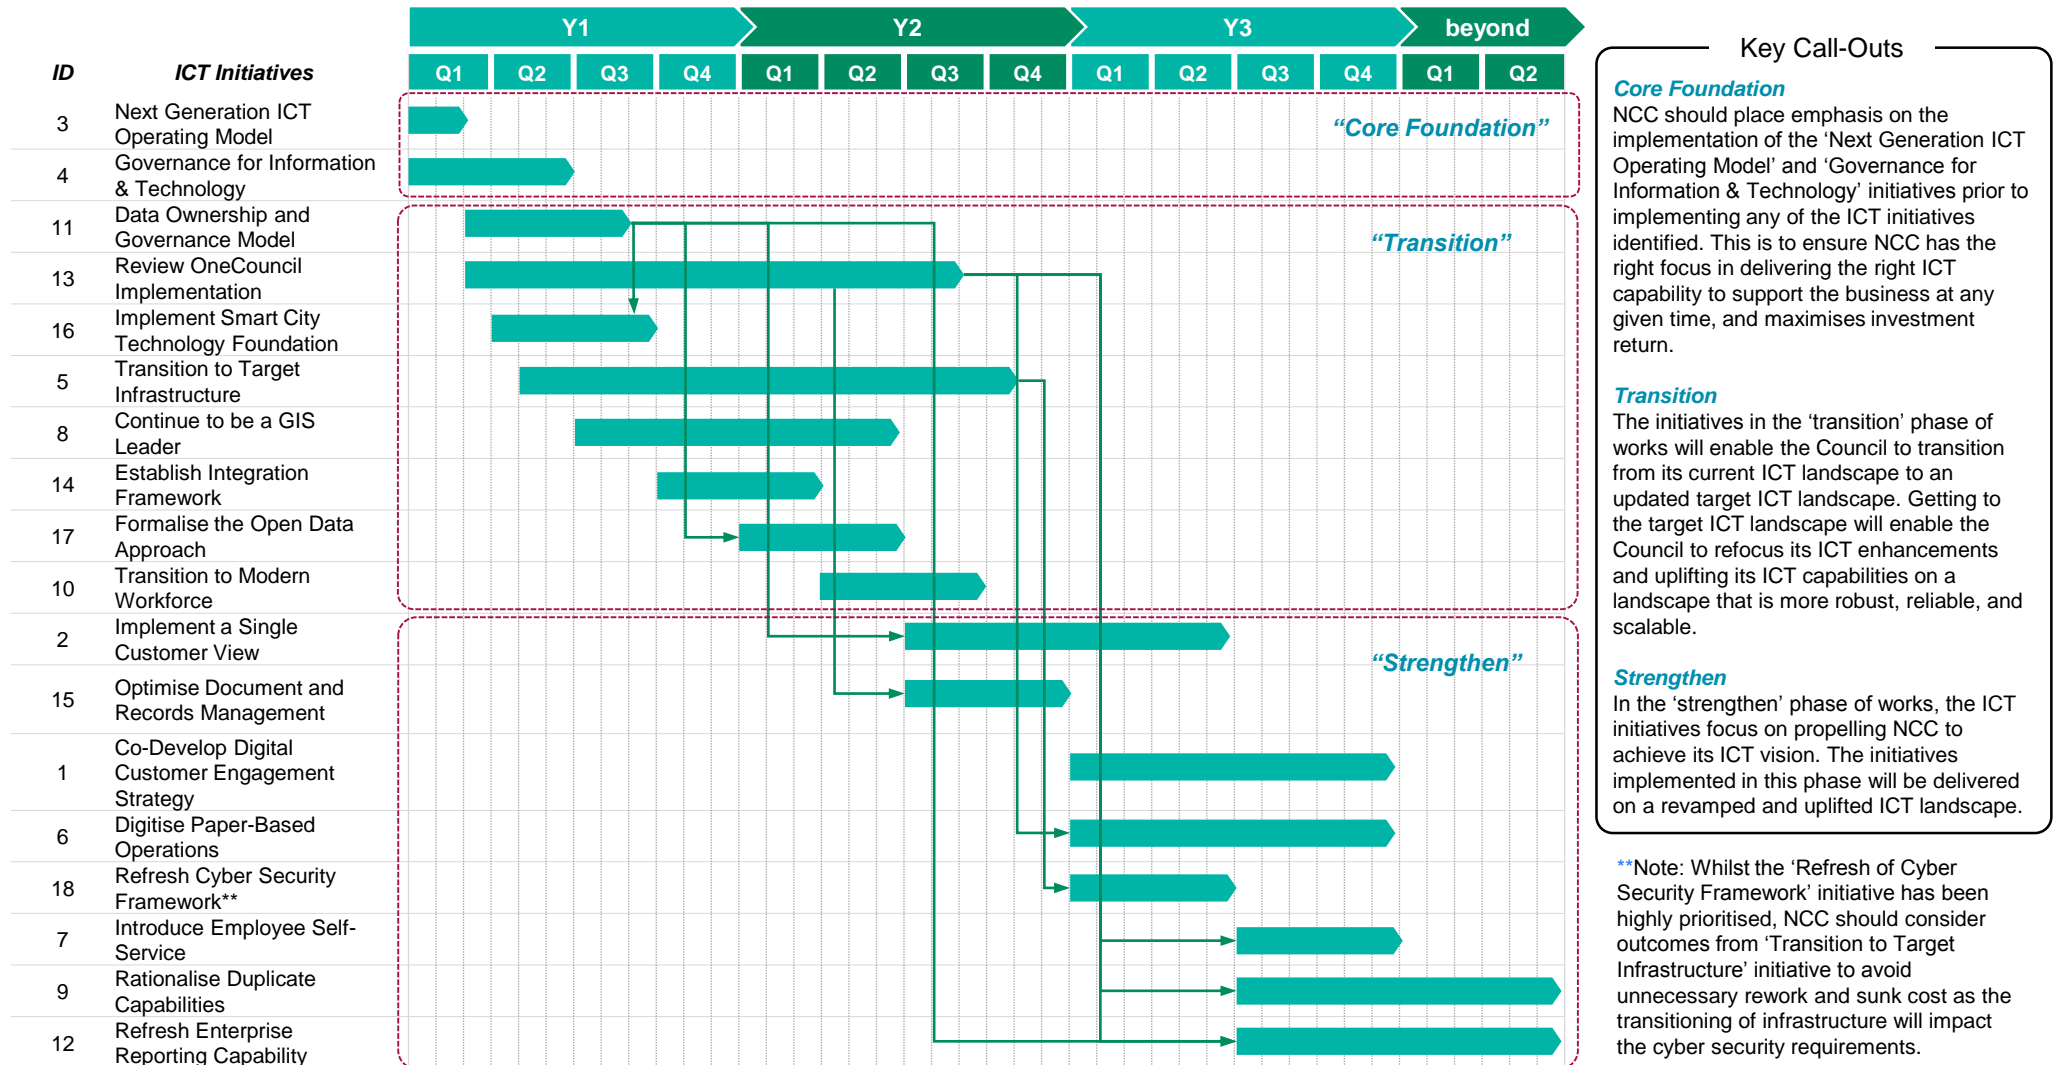 Y1 Y2 Y3 beyond
ID ICT Initiatives Q1 Q2 Q3 Q4 Q1 Q2 Q3 Q4 Q1 Q2 Q3 Q4 Q1 Q2
3 Next Generation ICT
Operating Model
“Core Foundation”
4 Governance for Information
& Technology
11 Data Ownership and
Governance Model
“Transition”
13 Review OneCouncil
Implementation
16 Implement Smart City
Technology Foundation
5 Transition to Target
Infrastructure
8 Continue to be a GIS
Leader
14 Establish Integration
Framework
17 Formalise the Open Data
Approach
10 Transition to Modern
Workforce
2 Implement a Single
Customer View
“Strengthen”
15 Optimise Document and
Records Management
1 Co-Develop Digital
Customer Engagement
Strategy
6 Digitise Paper-Based
Operations
18 Refresh Cyber Security
Framework**
7 Introduce Employee Self-
Service
9 Rationalise Duplicate
Capabilities
12 Refresh Enterprise
Reporting Capability
Key Call-Outs
Core Foundation
NCC should place emphasis on the
implementation of the ‘Next Generation ICT
Operating Model’ and ‘Governance for
Information & Technology’ initiatives prior to
implementing any of the ICT initiatives
identified. This is to ensure NCC has the
right focus in delivering the right ICT
capability to support the business at any
given time, and maximises investment
return.
Transition
The initiatives in the ‘transition’ phase of
works will enable the Council to transition
from its current ICT landscape to an
updated target ICT landscape. Getting to
the target ICT landscape will enable the
Council to refocus its ICT enhancements
and uplifting its ICT capabilities on a
landscape that is more robust, reliable, and
scalable.
Strengthen
In the ‘strengthen’ phase of works, the ICT
initiatives focus on propelling NCC to
achieve its ICT vision. The initiatives
implemented in this phase will be delivered
on a revamped and uplifted ICT landscape.
**Note: Whilst the ‘Refresh of Cyber
Security Framework’ initiative has been
highly prioritised, NCC should consider
outcomes from ‘Transition to Target
Infrastructure’ initiative to avoid
unnecessary rework and sunk cost as the
transitioning of infrastructure will impact
the cyber security requirements.